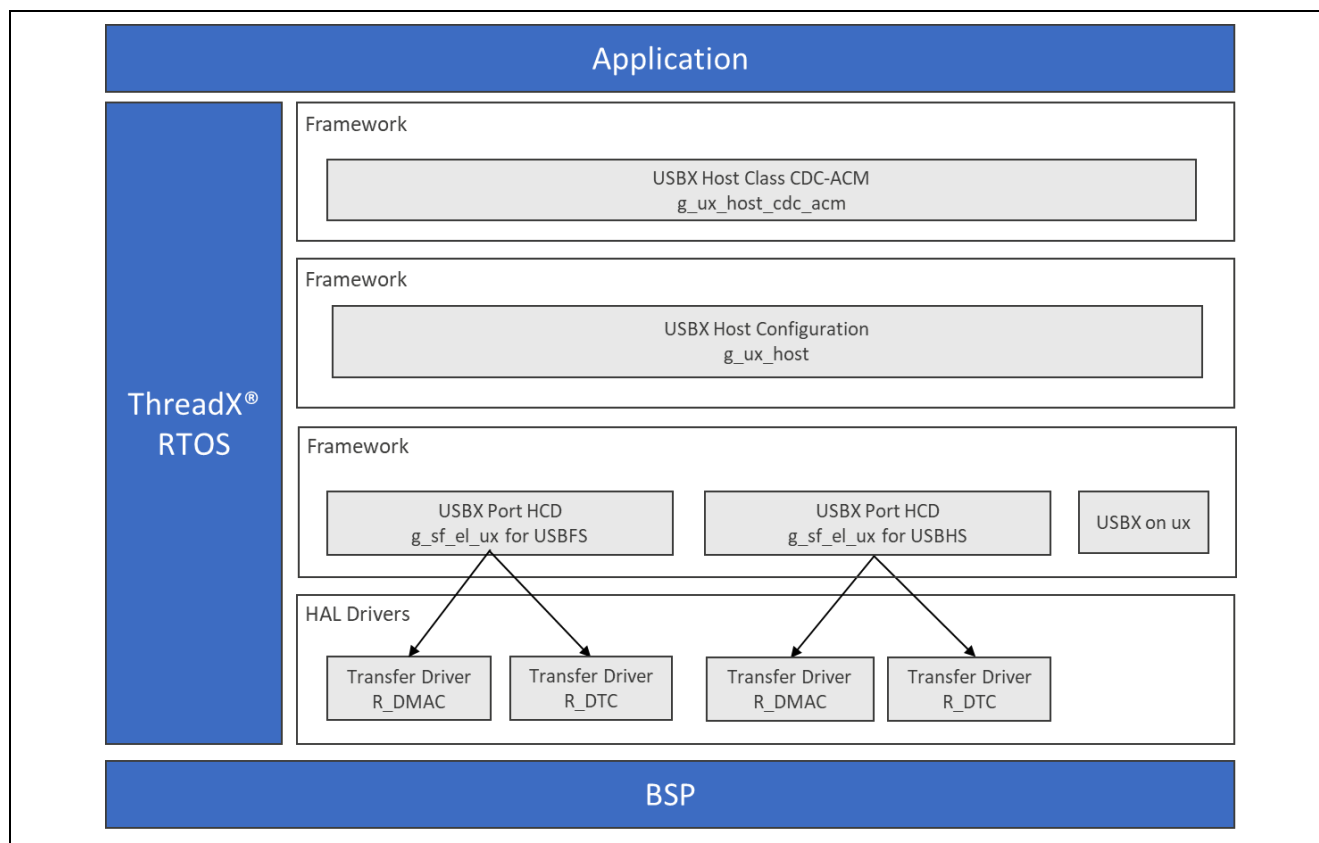 Application
ThreadX®
RTOS
Framework
USBX Host Class CDC-ACM
g_ux_host_cdc_acm
Framework
USBX Host Configuration
g_ux_host
Framework
USBX Port HCD
g_sf_el_ux for USBFS
USBX Port HCD
g_sf_el_ux for USBHS
USBX on ux
HAL Drivers
Transfer Driver
R_DMAC
Transfer Driver
R_DTC
Transfer Driver
R_DMAC
Transfer Driver
R_DTC
BSP